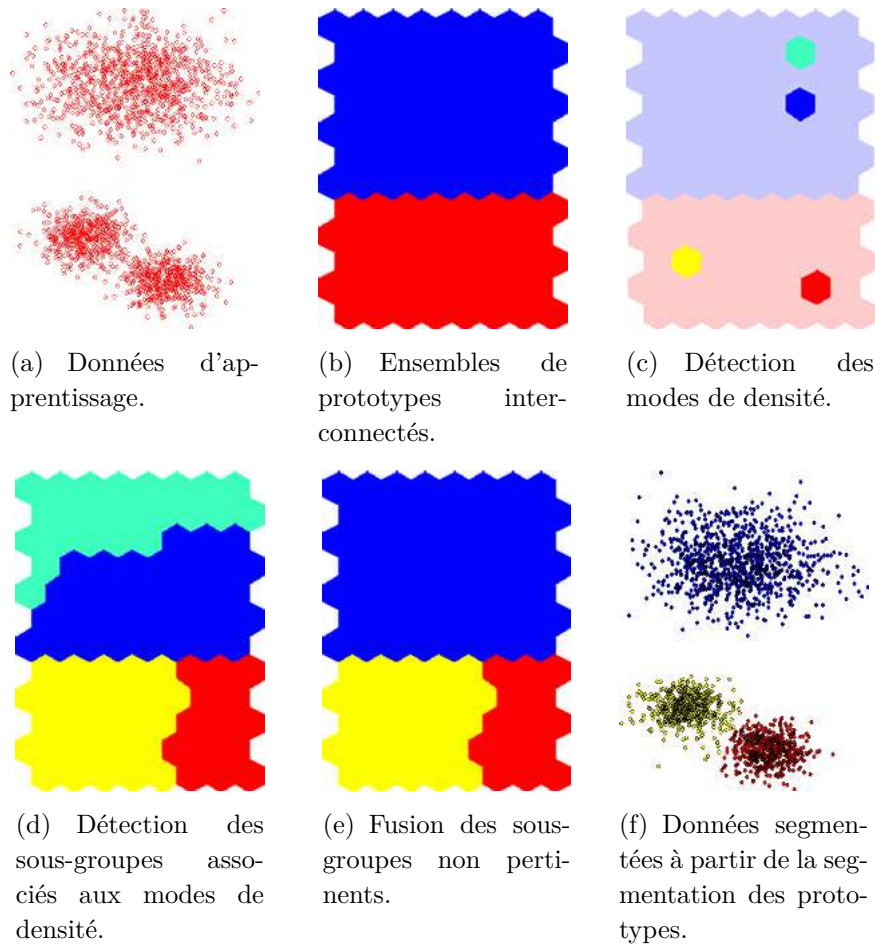 (a) Données d'ap-
prentissage.
(b) Ensembles de
prototypes inter-
connectés.
(c) Détection des
modes de densité.
(d) Détection des
sous-groupes asso-
ciés aux modes de
densité.
(e) Fusion des sous-
groupes non perti-
nents.
(f) Données segmen-
tées à partir de la seg-
mentation des proto-
types.